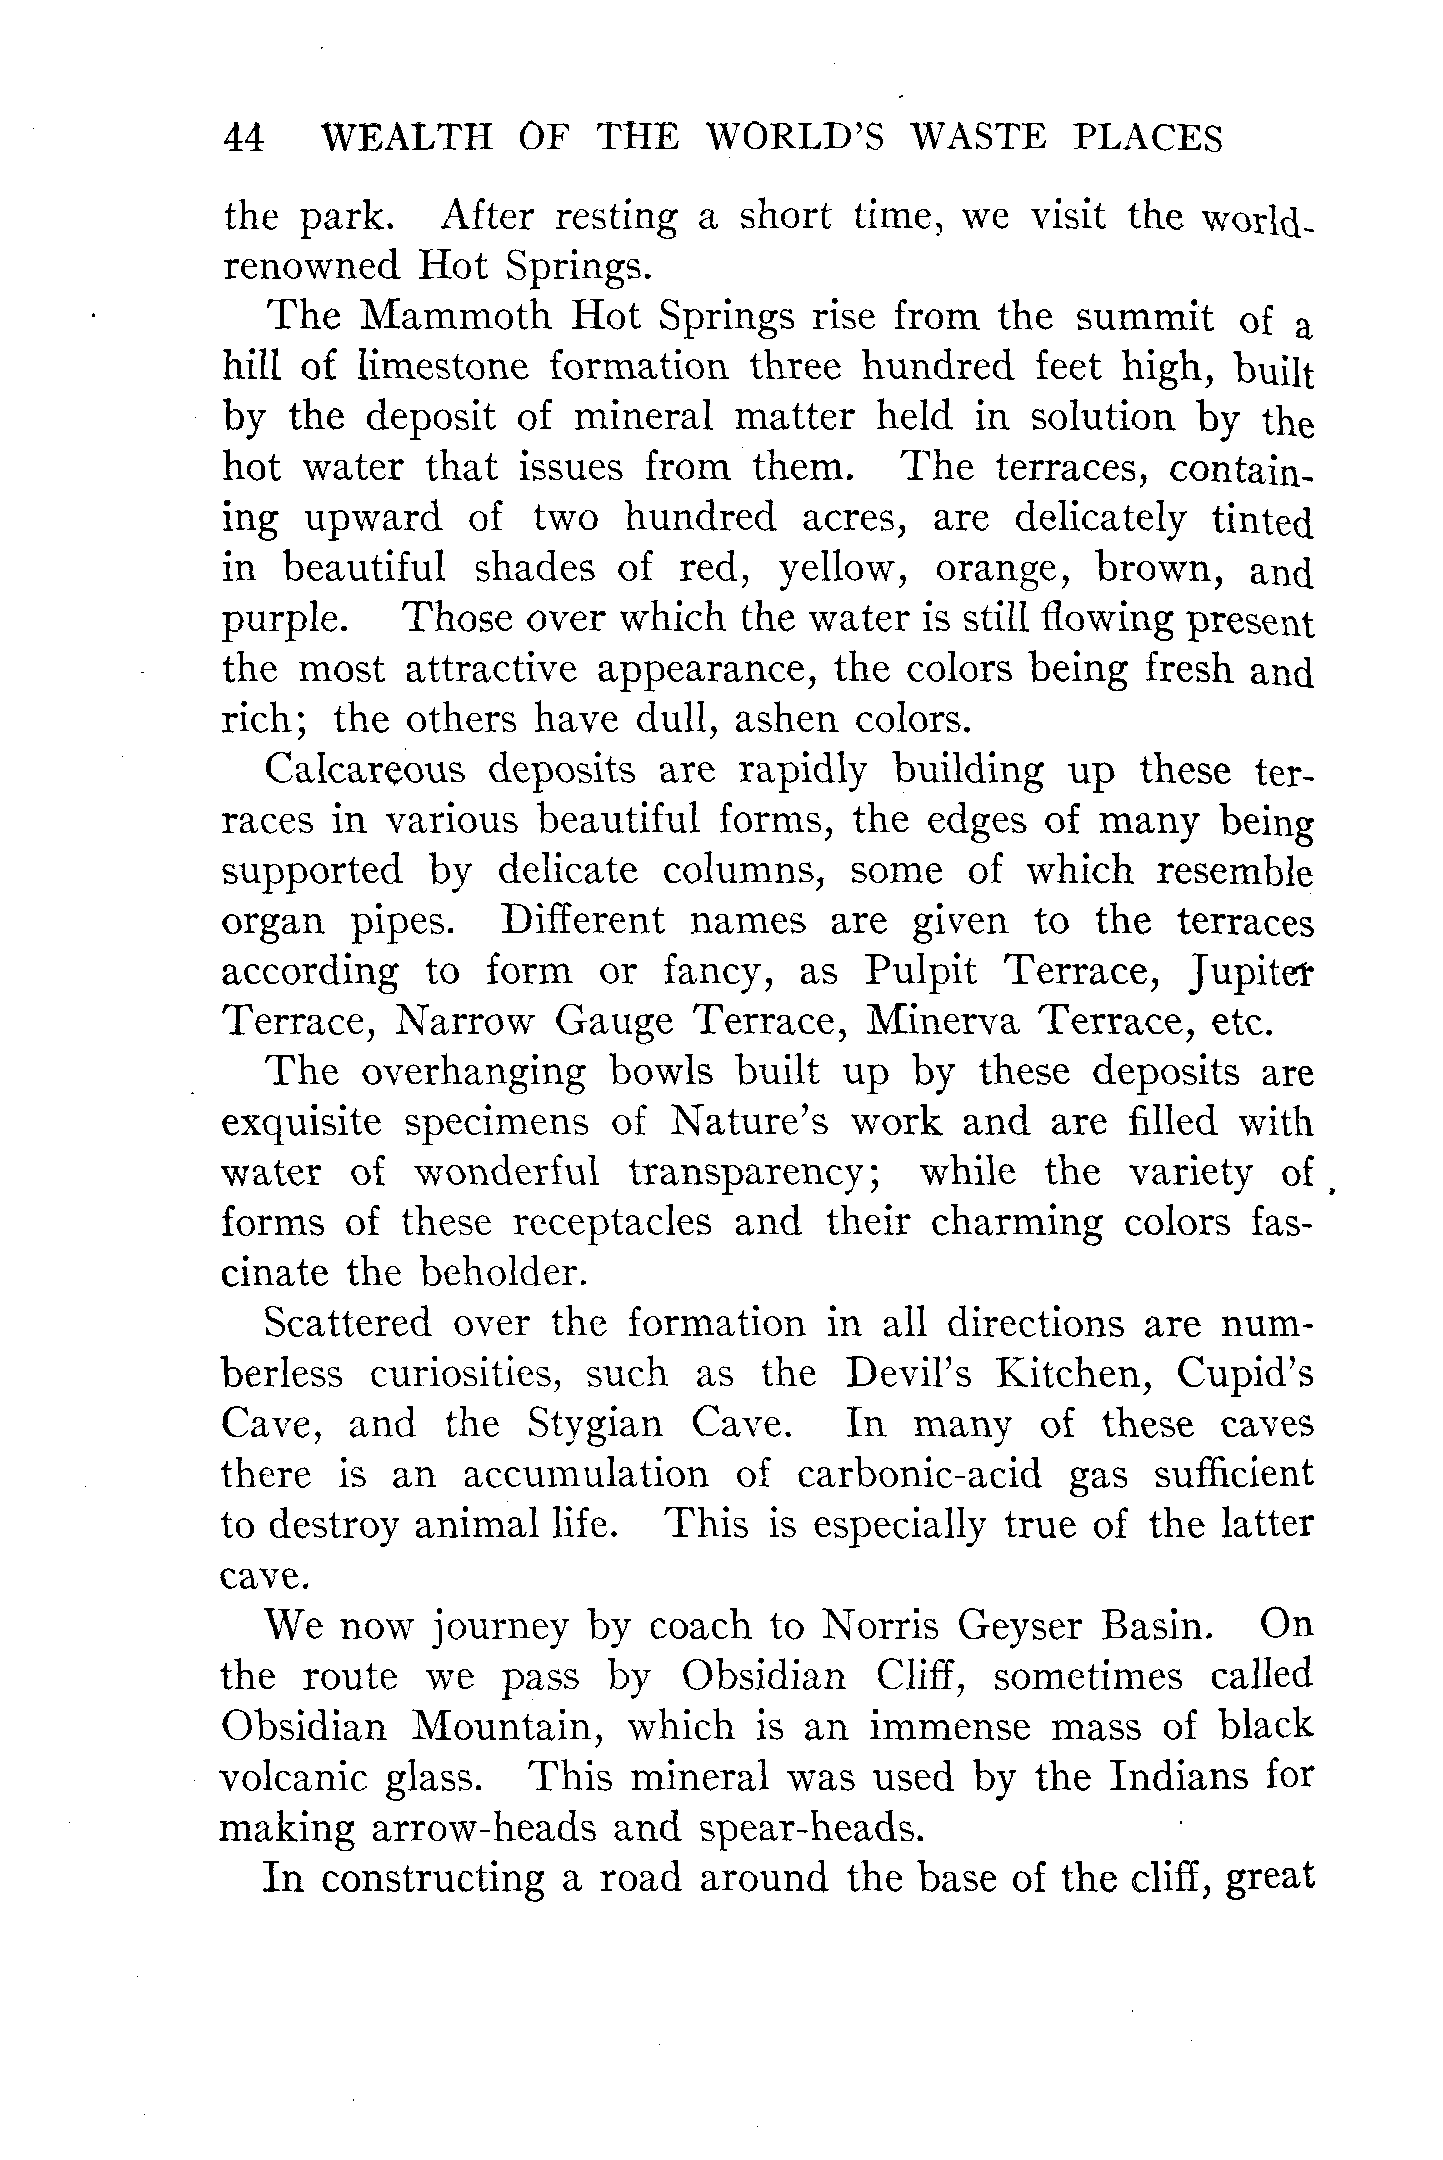 44 WEALTH OF THE WORLD'S WASTE PLACES
the park. After resting a short time, we visit the world-
renowned Hot Springs.
The Mammoth Hot Springs rise from the summit of a
hill of limestone formation three hundred feet high, built
by the deposit of mineral matter held in solution by the
hot water that issues from them. The terraces, contain-
ing upward of two hundred acres, are delicately tinted
in beautiful shades of red, yellow, orange, brown, and
purple. Those over which the water is still flowing present
the most attractive appearance, the colors being fresh and
rich; the others have dull, ashen colors.
Calcareous deposits are rapidly building up these ter-
races in various beautiful forms, the edges of many being
supported by delicate columns, some of which resemble
organ pipes. Different names are given to the terraces
according to form or fancy, as Pulpit Terrace, Jupiter
Terrace, Narrow Gauge Terrace, Minerva Terrace, etc.
The overhanging bowls built up by these deposits are
exquisite specimens of Nature's work and are filled with
water of wonderful transparency; while the variety of
forms of these receptacles and their charming colors fas-
cinate the beholder.
Scattered over the formation in all directions are num-
berless curiosities, such as the Devil's Kitchen, Cupid's
Cave, and the Stygian Cave. In many of these caves
there is an accumulation of carbonic-acid gas sufficient
to destroy animal life. This is especially true of the latter
cave.
We now journey by coach to Norris Geyser Basin. On
the route we pass by Obsidian Cliff, sometimes called
Obsidian Mountain, which is an immense mass of black
volcanic glass. This mineral was used by the Indians for
making arrow-heads and spear-heads.
In constructing a road around the base of the cliff, great